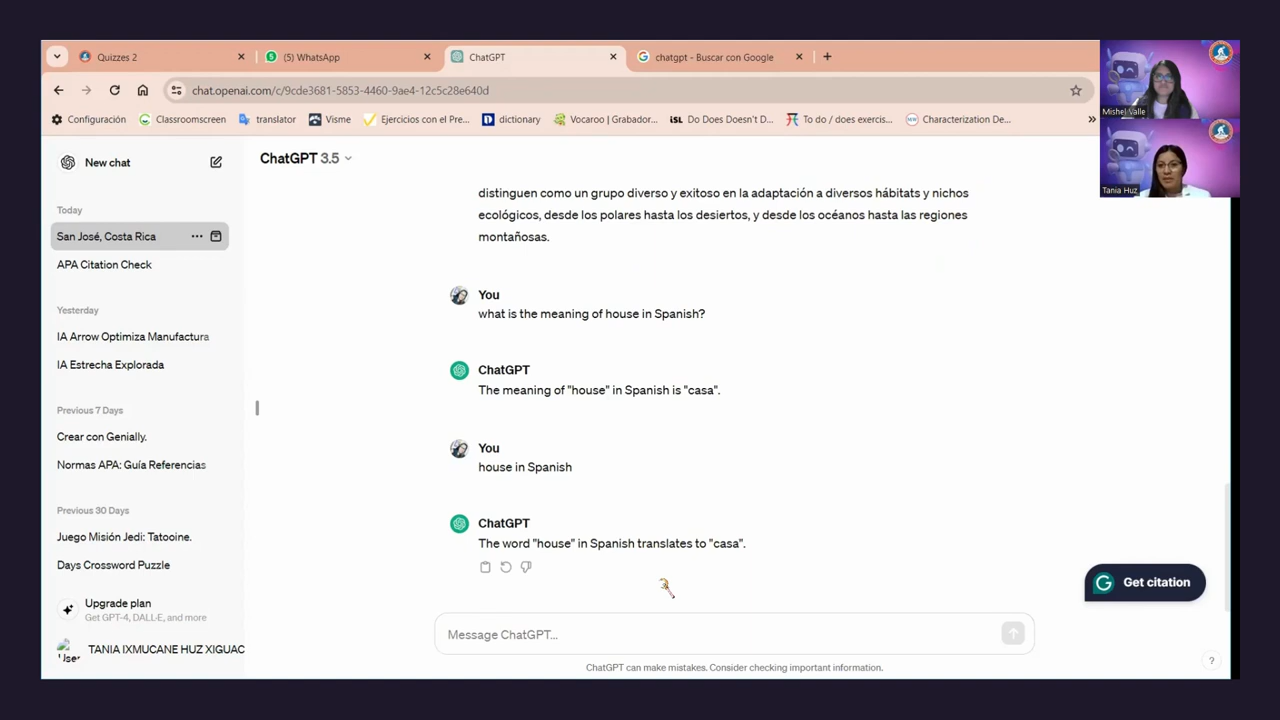 Quizzes 2
(5) WhatsApp
ChatGPT
chatgpt - Buscar con Google
chat.openai.com/c/9cde3681-5853-4460-9ae4-12c5c28e640d
Configuración
Classroomscreen
translator
Visme
Ejercicios con el Pre...
dictionary
Vocaroo | Grabador...
iSL Do Does Doesn't D...
To do / does exercis...
Characterization De...
Mishel Valle
Tania Huz
New chat
Today
San José, Costa Rica
APA Citation Check
Yesterday
IA Arrow Optimiza Manufactura
IA Estrecha Explorada
Previous 7 Days
Crear con Genially.
Normas APA: Guía Referencias
Previous 30 Days
Juego Misión Jedi: Tatooine.
Days Crossword Puzzle
Upgrade plan
Get GPT-4, DALL·E, and more
User
TANIA IXMUCANE HUZ XIGUAC
ChatGPT 3.5
distinguen como un grupo diverso y exitoso en la adaptación a diversos hábitats y nichos
ecológicos, desde los polares hasta los desiertos, y desde los océanos hasta las regiones
montañosas.
You
what is the meaning of house in Spanish?
ChatGPT
The meaning of "house" in Spanish is "casa".
You
house in Spanish
ChatGPT
The word "house" in Spanish translates to "casa".
Get citation
Message ChatGPT...
ChatGPT can make mistakes. Consider checking important information.
?